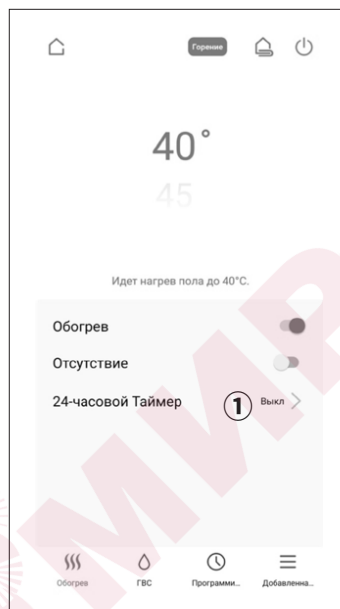 Горение
40°
45
Идет нагрев пола до 40°C.
Обогрев
Отсутствие
24-часовой Таймер ① Выкл
Обогрев ГВС Программи... Добавленна...